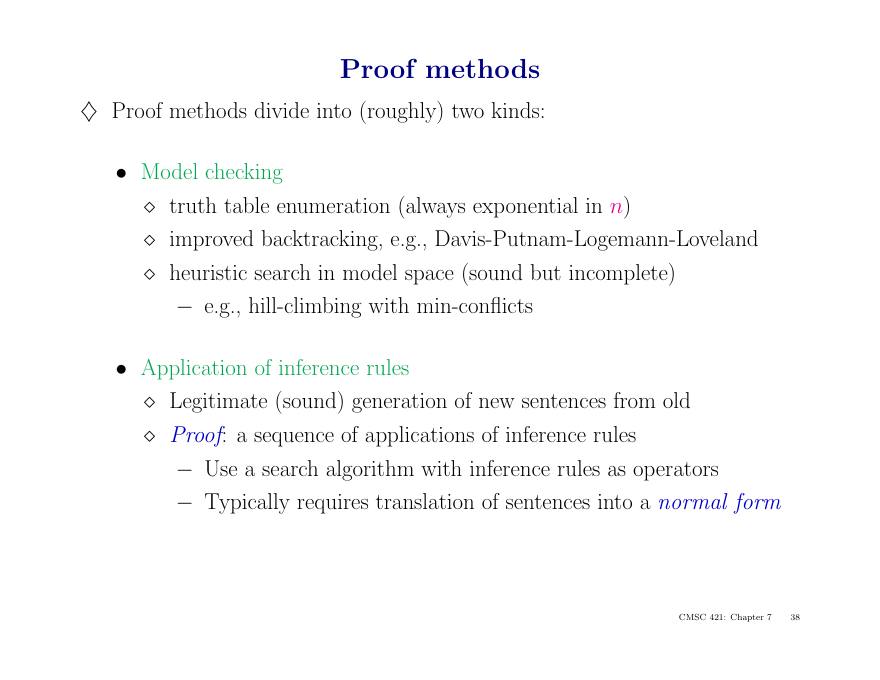 Proof methods
♢ Proof methods divide into (roughly) two kinds:
• Model checking
⋄ truth table enumeration (always exponential in n)
⋄ improved backtracking, e.g., Davis-Putnam-Logemann-Loveland
⋄ heuristic search in model space (sound but incomplete)
– e.g., hill-climbing with min-conflicts
• Application of inference rules
⋄ Legitimate (sound) generation of new sentences from old
⋄ Proof: a sequence of applications of inference rules
– Use a search algorithm with inference rules as operators
– Typically requires translation of sentences into a normal form
CMSC 421: Chapter 7 38